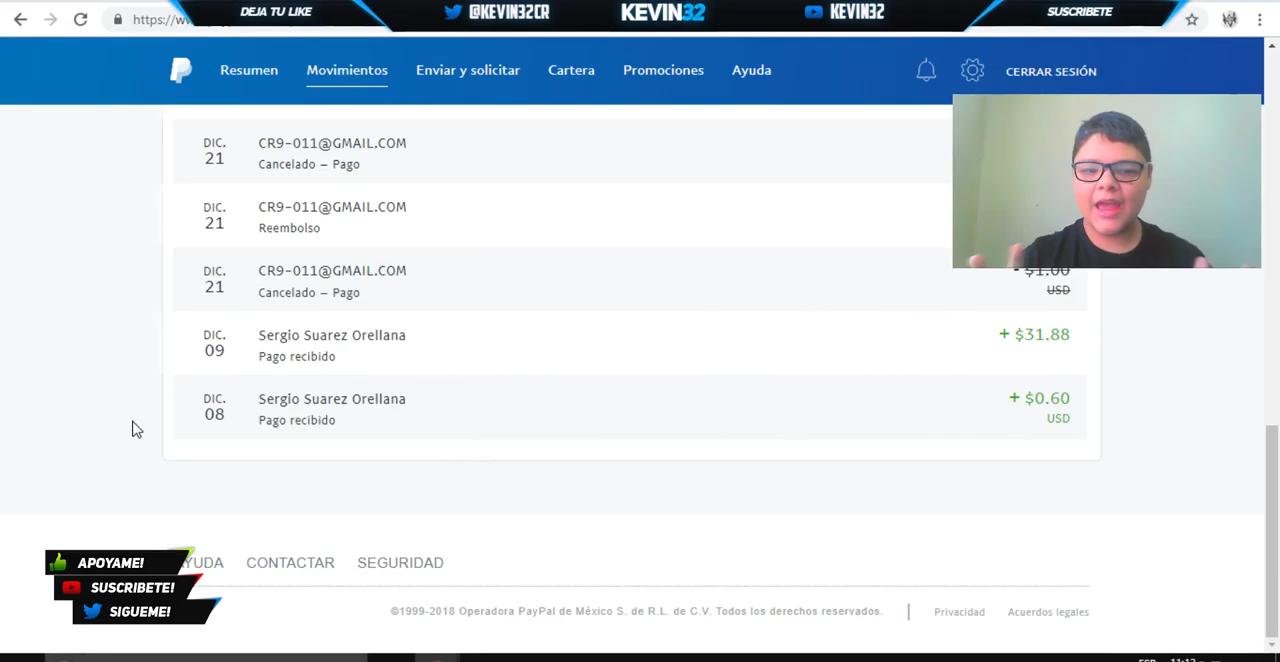 DEJA TU LIKE
@KEVIN32CR
KEVIN32
KEVIN32
SUSCRIBETE
Resumen
Movimientos
Enviar y solicitar
Cartera
Promociones
Ayuda
CERRAR SESIÓN
DIC.
21
CR9-011@GMAIL.COM
Cancelado – Pago
DIC.
21
CR9-011@GMAIL.COM
Reembolso
DIC.
21
CR9-011@GMAIL.COM
Cancelado – Pago
- $1.00
USD
DIC.
09
Sergio Suarez Orellana
Pago recibido
+ $31.88
DIC.
08
Sergio Suarez Orellana
Pago recibido
+ $0.60
USD
CONTACTAR
SEGURIDAD
APOYAME!
SUSCRIBETE!
SIGUEME!
©1999-2018 Operadora PayPal de México S. de R.L. de C.V. Todos los derechos reservados.
Privacidad
Acuerdos legales